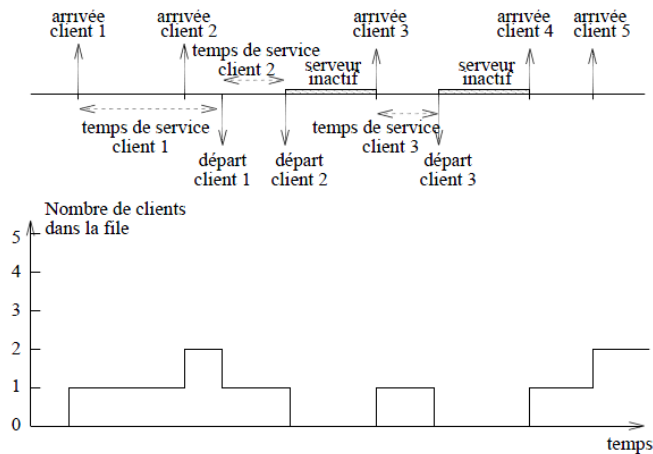 arrivée
client 1
arrivée
client 2
arrivée
client 3
arrivée
client 4
arrivée
client 5
temps de service
client 2
serveur
inactif
serveur
inactif
temps de service
client 1
temps de service
client 3
départ
client 1
départ
client 2
départ
client 3
Nombre de clients
dans la file
5
4
3
2
1
0
temps